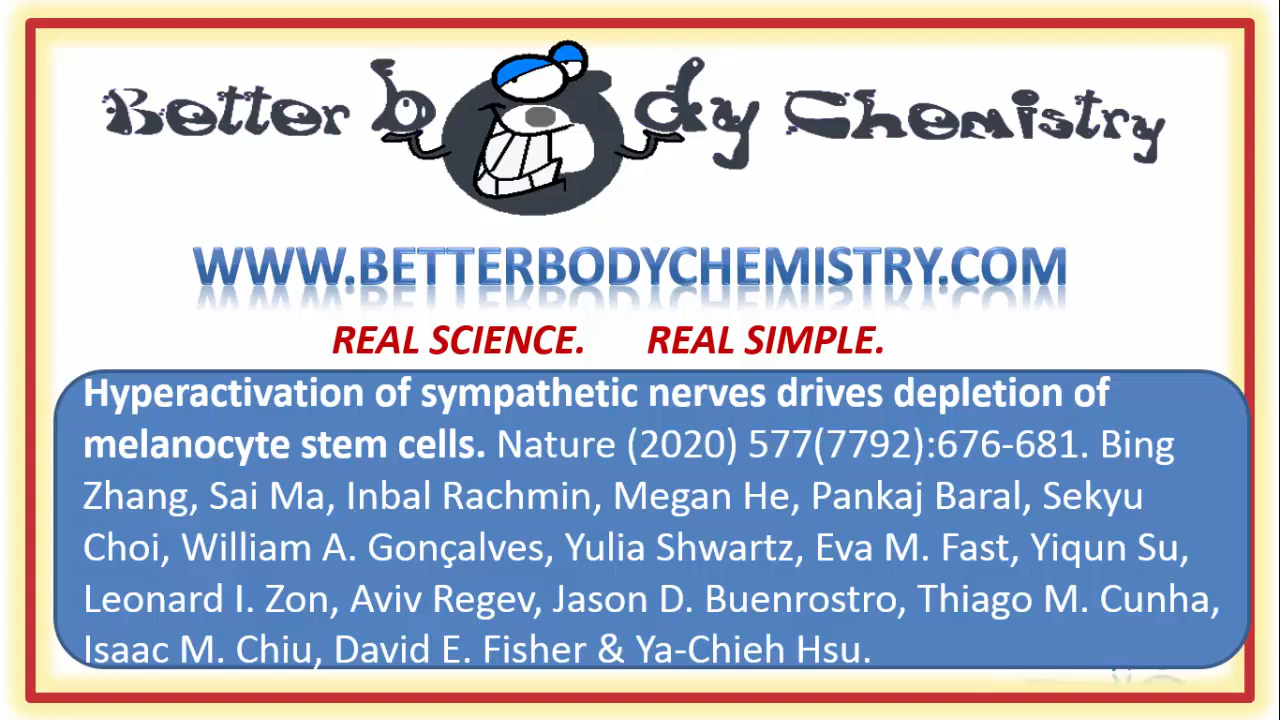 Better body Chemistry
WWW.BETTERBODYCHEMISTRY.COM
REAL SCIENCE. REAL SIMPLE.
Hyperactivation of sympathetic nerves drives depletion of
melanocyte stem cells. Nature (2020) 577(7792):676-681. Bing
Zhang, Sai Ma, Inbal Rachmin, Megan He, Pankaj Baral, Sekyu
Choi, William A. Gonçalves, Yulia Shwartz, Eva M. Fast, Yiqun Su,
Leonard I. Zon, Aviv Regev, Jason D. Buenrostro, Thiago M. Cunha,
Isaac M. Chiu, David E. Fisher & Ya-Chieh Hsu.